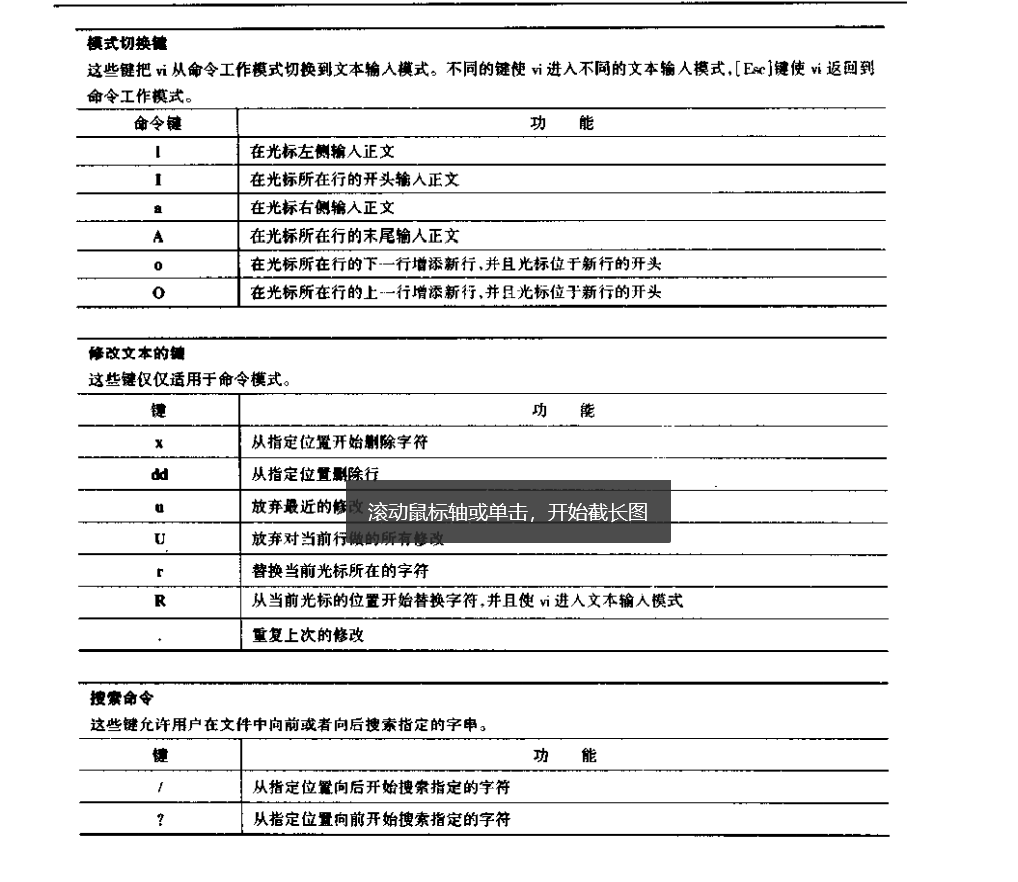 模式切换键
这些键把 vi 从命令工作模式切换到文本输入模式。不同的键使 vi 进入不同的文本输入模式,[Esc]键使 vi 返回到
命令工作模式。
命令键 功 能
l 在光标左侧输入正文
I 在光标所在行的开头输入正文
a 在光标右侧输入正文
A 在光标所在行的末尾输入正文
o 在光标所在行的下一行增添新行,并且光标位于新行的开头
O 在光标所在行的上一行增添新行,并且光标位于新行的开头
修改文本的键
这些键仅仅适用于命令模式。
键 功 能
x 从指定位置开始删除字符
dd 从指定位置删除行
u 放弃最近的修改
滚动鼠标轴或单击，开始截长图
U 放弃对当前行做的所有修改
r 替换当前光标所在的字符
R 从当前光标的位置开始替换字符,并且使 vi 进入文本输入模式
. 重复上次的修改
搜索命令
这些键允许用户在文件中向前或者向后搜索指定的字串。
键 功 能
/ 从指定位置向后开始搜索指定的字符
? 从指定位置向前开始搜索指定的字符